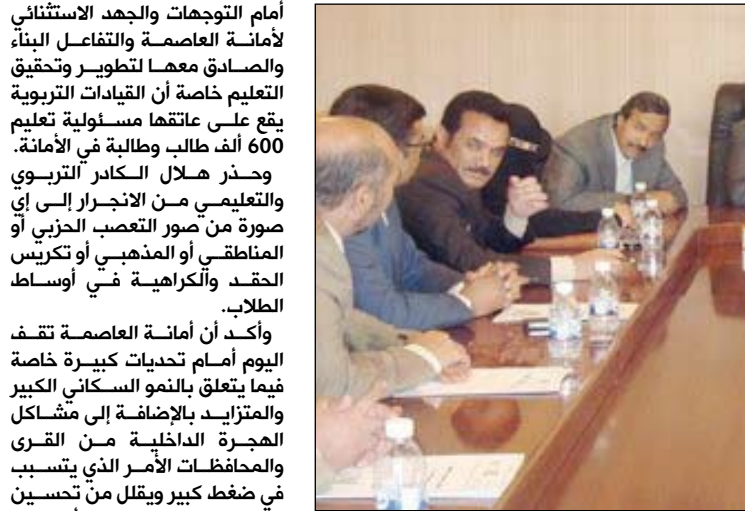 أمام التوجهات والجهد الاستثنائي
لأمانة العاصمة والتفاعل البناء
والصادق معها لتطوير وتحقيق
التعليم خاصة أن القيادات التربوية
يقع على عاتقها مسئولية تعليم
600 ألف طالب وطالبة في الأمانة.
وحذر هلال الكادر التربوي
والتعليمي من الانجرار إلى إي
صورة من صور التعصب الحزبي أو
المناطقي أو المذهبي أو تكريس
الحقد والكراهية في أوساط
الطلاب.
وأكد أن أمانة العاصمة تقف
اليوم أمام تحديات كبيرة خاصة
فيما يتعلق بالنمو السكاني الكبير
والمتزايد بالإضافة إلى مشاكل
الهجرة الداخلية من القرى
والمحافظات الأمر الذي يتسبب
في ضغط كبير ويقلل من تحسين